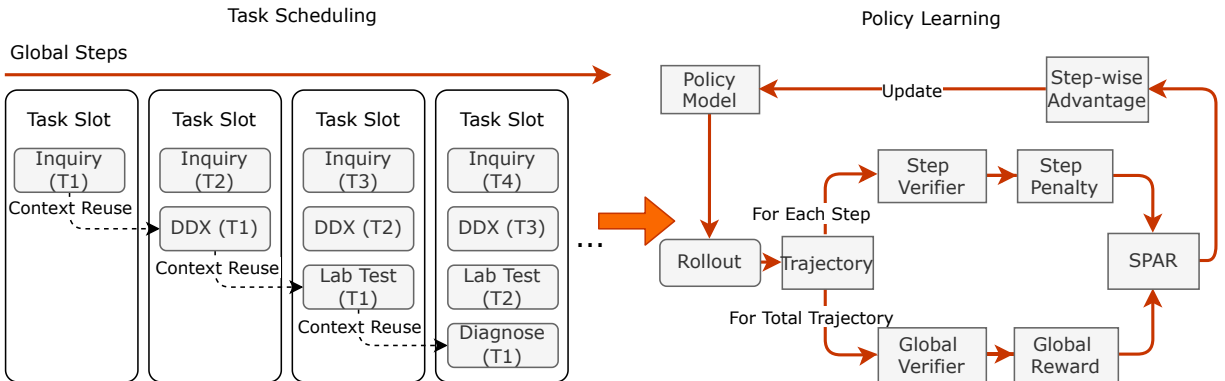 Task Scheduling
Global Steps
Task Slot
Inquiry
(T1)
Context Reuse
Task Slot
Inquiry
(T2)
DDX (T1)
Context Reuse
Task Slot
Inquiry
(T3)
DDX (T2)
Lab Test
(T1)
Context Reuse
Task Slot
Inquiry
(T4)
DDX (T3)
Lab Test
(T2)
Diagnose
(T1)
...
Policy Learning
Policy
Model
Update
Step-wise
Advantage
Rollout
Trajectory
For Each Step
Step
Verifier
Step
Penalty
SPAR
For Total Trajectory
Global
Verifier
Global
Reward